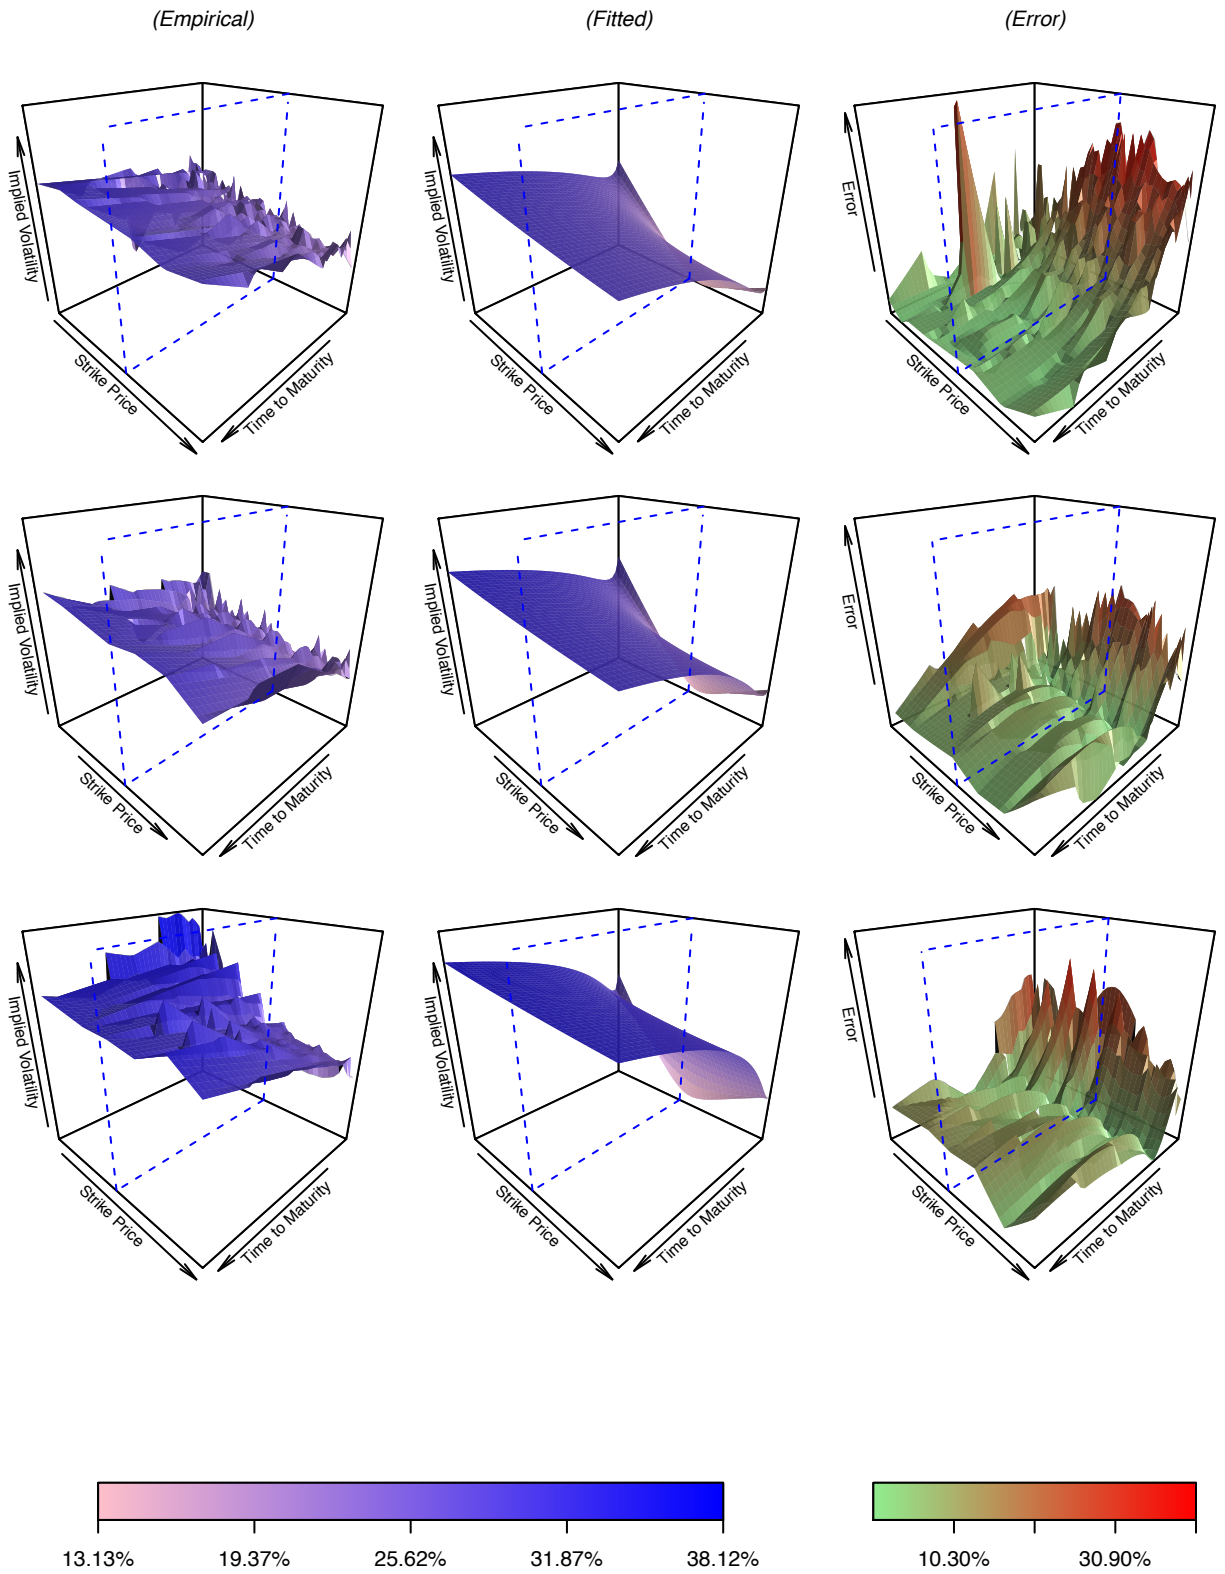 (Empirical)
(Fitted)
(Error)
Implied Volatility
Strike Price
Time to Maturity
Implied Volatility
Strike Price
Time to Maturity
Error
Strike Price
Time to Maturity
Implied Volatility
Strike Price
Time to Maturity
Implied Volatility
Strike Price
Time to Maturity
Error
Strike Price
Time to Maturity
Implied Volatility
Strike Price
Time to Maturity
Implied Volatility
Strike Price
Time to Maturity
Error
Strike Price
Time to Maturity
13.13%
19.37%
25.62%
31.87%
38.12%
10.30%
30.90%